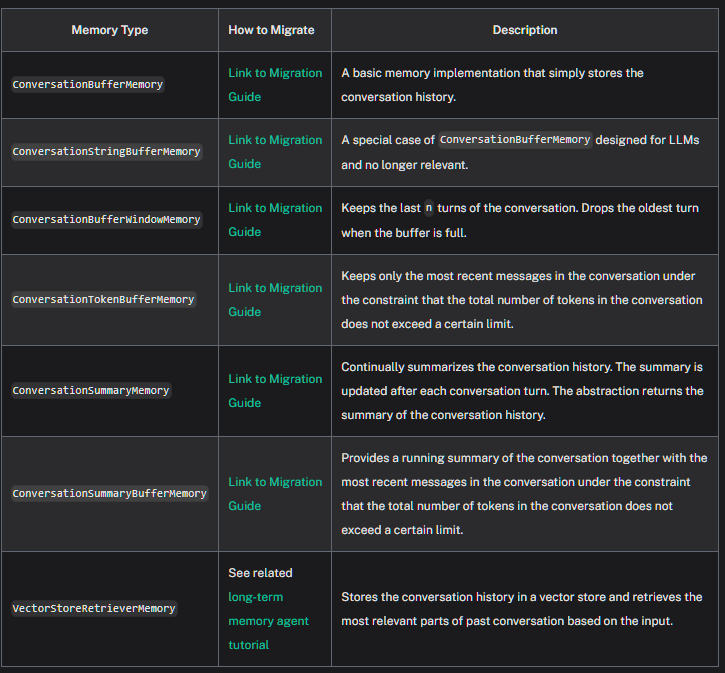 Memory Type How to Migrate Description
ConversationBufferMemory
Link to Migration
Guide
A basic memory implementation that simply stores the
conversation history.
ConversationStringBufferMemory
Link to Migration
Guide
A special case of ConversationBufferMemory designed for LLMs
and no longer relevant.
ConversationBufferWindowMemory
Link to Migration
Guide
Keeps the last n turns of the conversation. Drops the oldest turn
when the buffer is full.
ConversationTokenBufferMemory
Link to Migration
Guide
Keeps only the most recent messages in the conversation under
the constraint that the total number of tokens in the conversation
does not exceed a certain limit.
ConversationSummaryMemory
Link to Migration
Guide
Continually summarizes the conversation history. The summary is
updated after each conversation turn. The abstraction returns the
summary of the conversation history.
ConversationSummaryBufferMemory
Link to Migration
Guide
Provides a running summary of the conversation together with the
most recent messages in the conversation under the constraint
that the total number of tokens in the conversation does not
exceed a certain limit.
VectorStoreRetrieverMemory
See related
long-term
memory agent
tutorial
Stores the conversation history in a vector store and retrieves the
most relevant parts of past conversation based on the input.